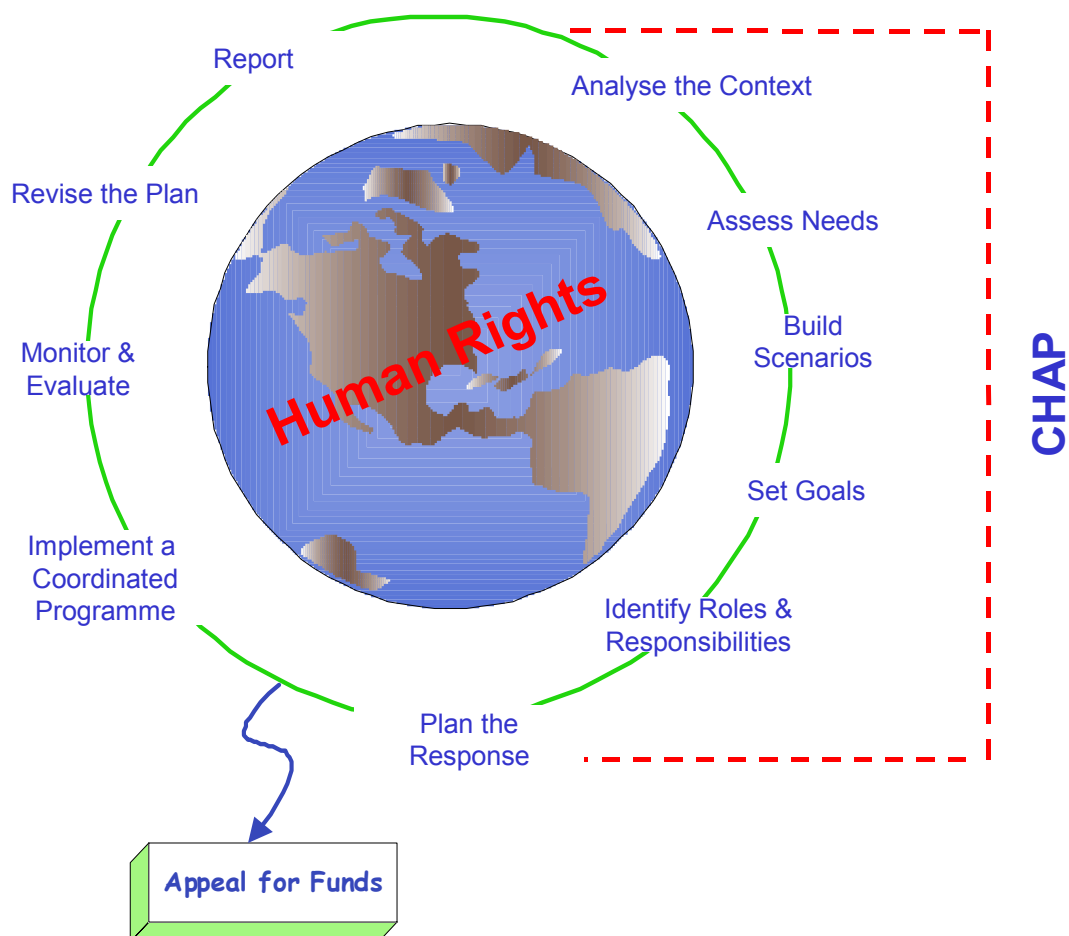 Report
Analyse the Context
Revise the Plan
Assess Needs
Human Rights
Build
Scenarios
Monitor &
Evaluate
CHAP
Set Goals
Implement a
Coordinated
Programme
Identify Roles &
Responsibilities
Plan the
Response
Appeal for Funds